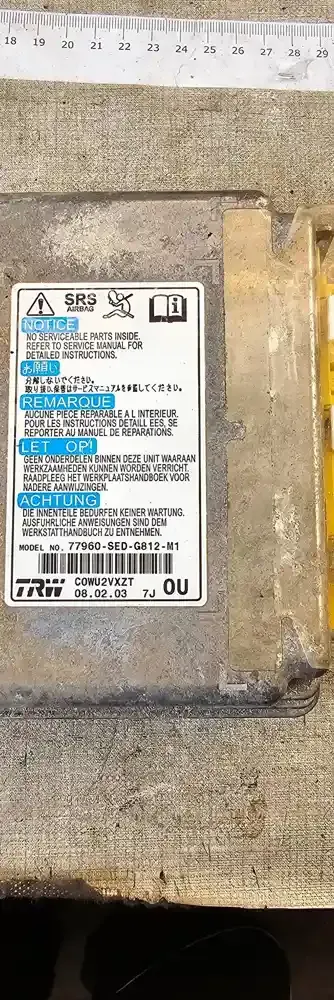 18 19 20 21 22 23 24 25 26 27 28 29
SRS
AIRBAG
NOTICE
NO SERVICEABLE PARTS INSIDE.
REFER TO SERVICE MANUAL FOR
DETAILED INSTRUCTIONS.
お願い
分解しないでください。
取り扱い、保管はサービスマニュアルを参照してください。
REMARQUE
AUCUNE PIECE REPARABLE A L INTERIEUR.
POUR LES INSTRUCTIONS DETAILL EES, SE
REPORTER AU MANUEL DE REPARATIONS.
LET OP!
GEEN ONDERDELEN BINNEN DEZE UNIT WAARAAN
WERKZAAMHEDEN KUNNEN WORDEN VERRICHT.
RAADPLEEG HET WERKPLAATSHANDBOEK VOOR
NADERE AANWIJZINGEN.
ACHTUNG
DIE INNENTEILE BEDURFEN KEINER WARTUNG.
AUSFUHRLICHE ANWEISUNGEN SIND DEM
WERKSTATTHANDBUCH ZU ENTNEHMEN.
MODEL NO. 77960-SED-G812-M1
TRW COWU2VXZT
08.02.03 7J 0U